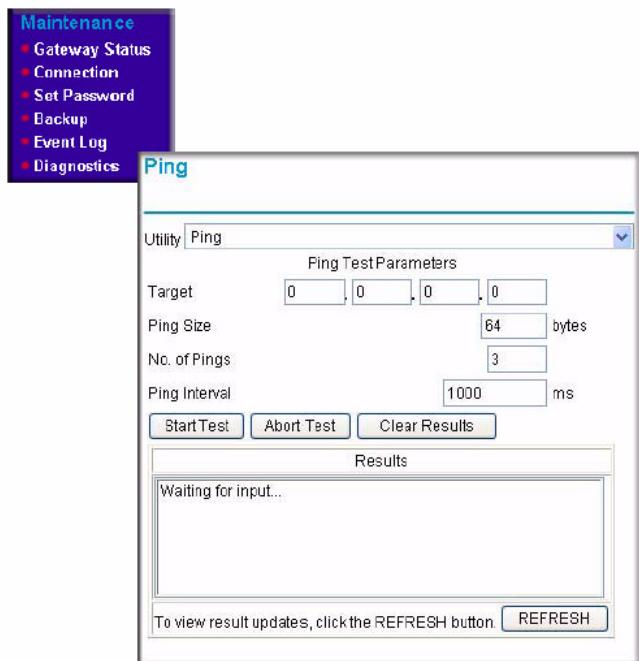 Maintenance
Gateway Status
Connection
Set Password
Backup
Event Log
Diagnostics
Ping
Utility Ping
Ping Test Parameters
Target 0 . 0 . 0 . 0
Ping Size 64 bytes
No. of Pings 3
Ping Interval 1000 ms
Start Test Abort Test Clear Results
Results
Waiting for input...
To view result updates, click the REFRESH button. REFRESH